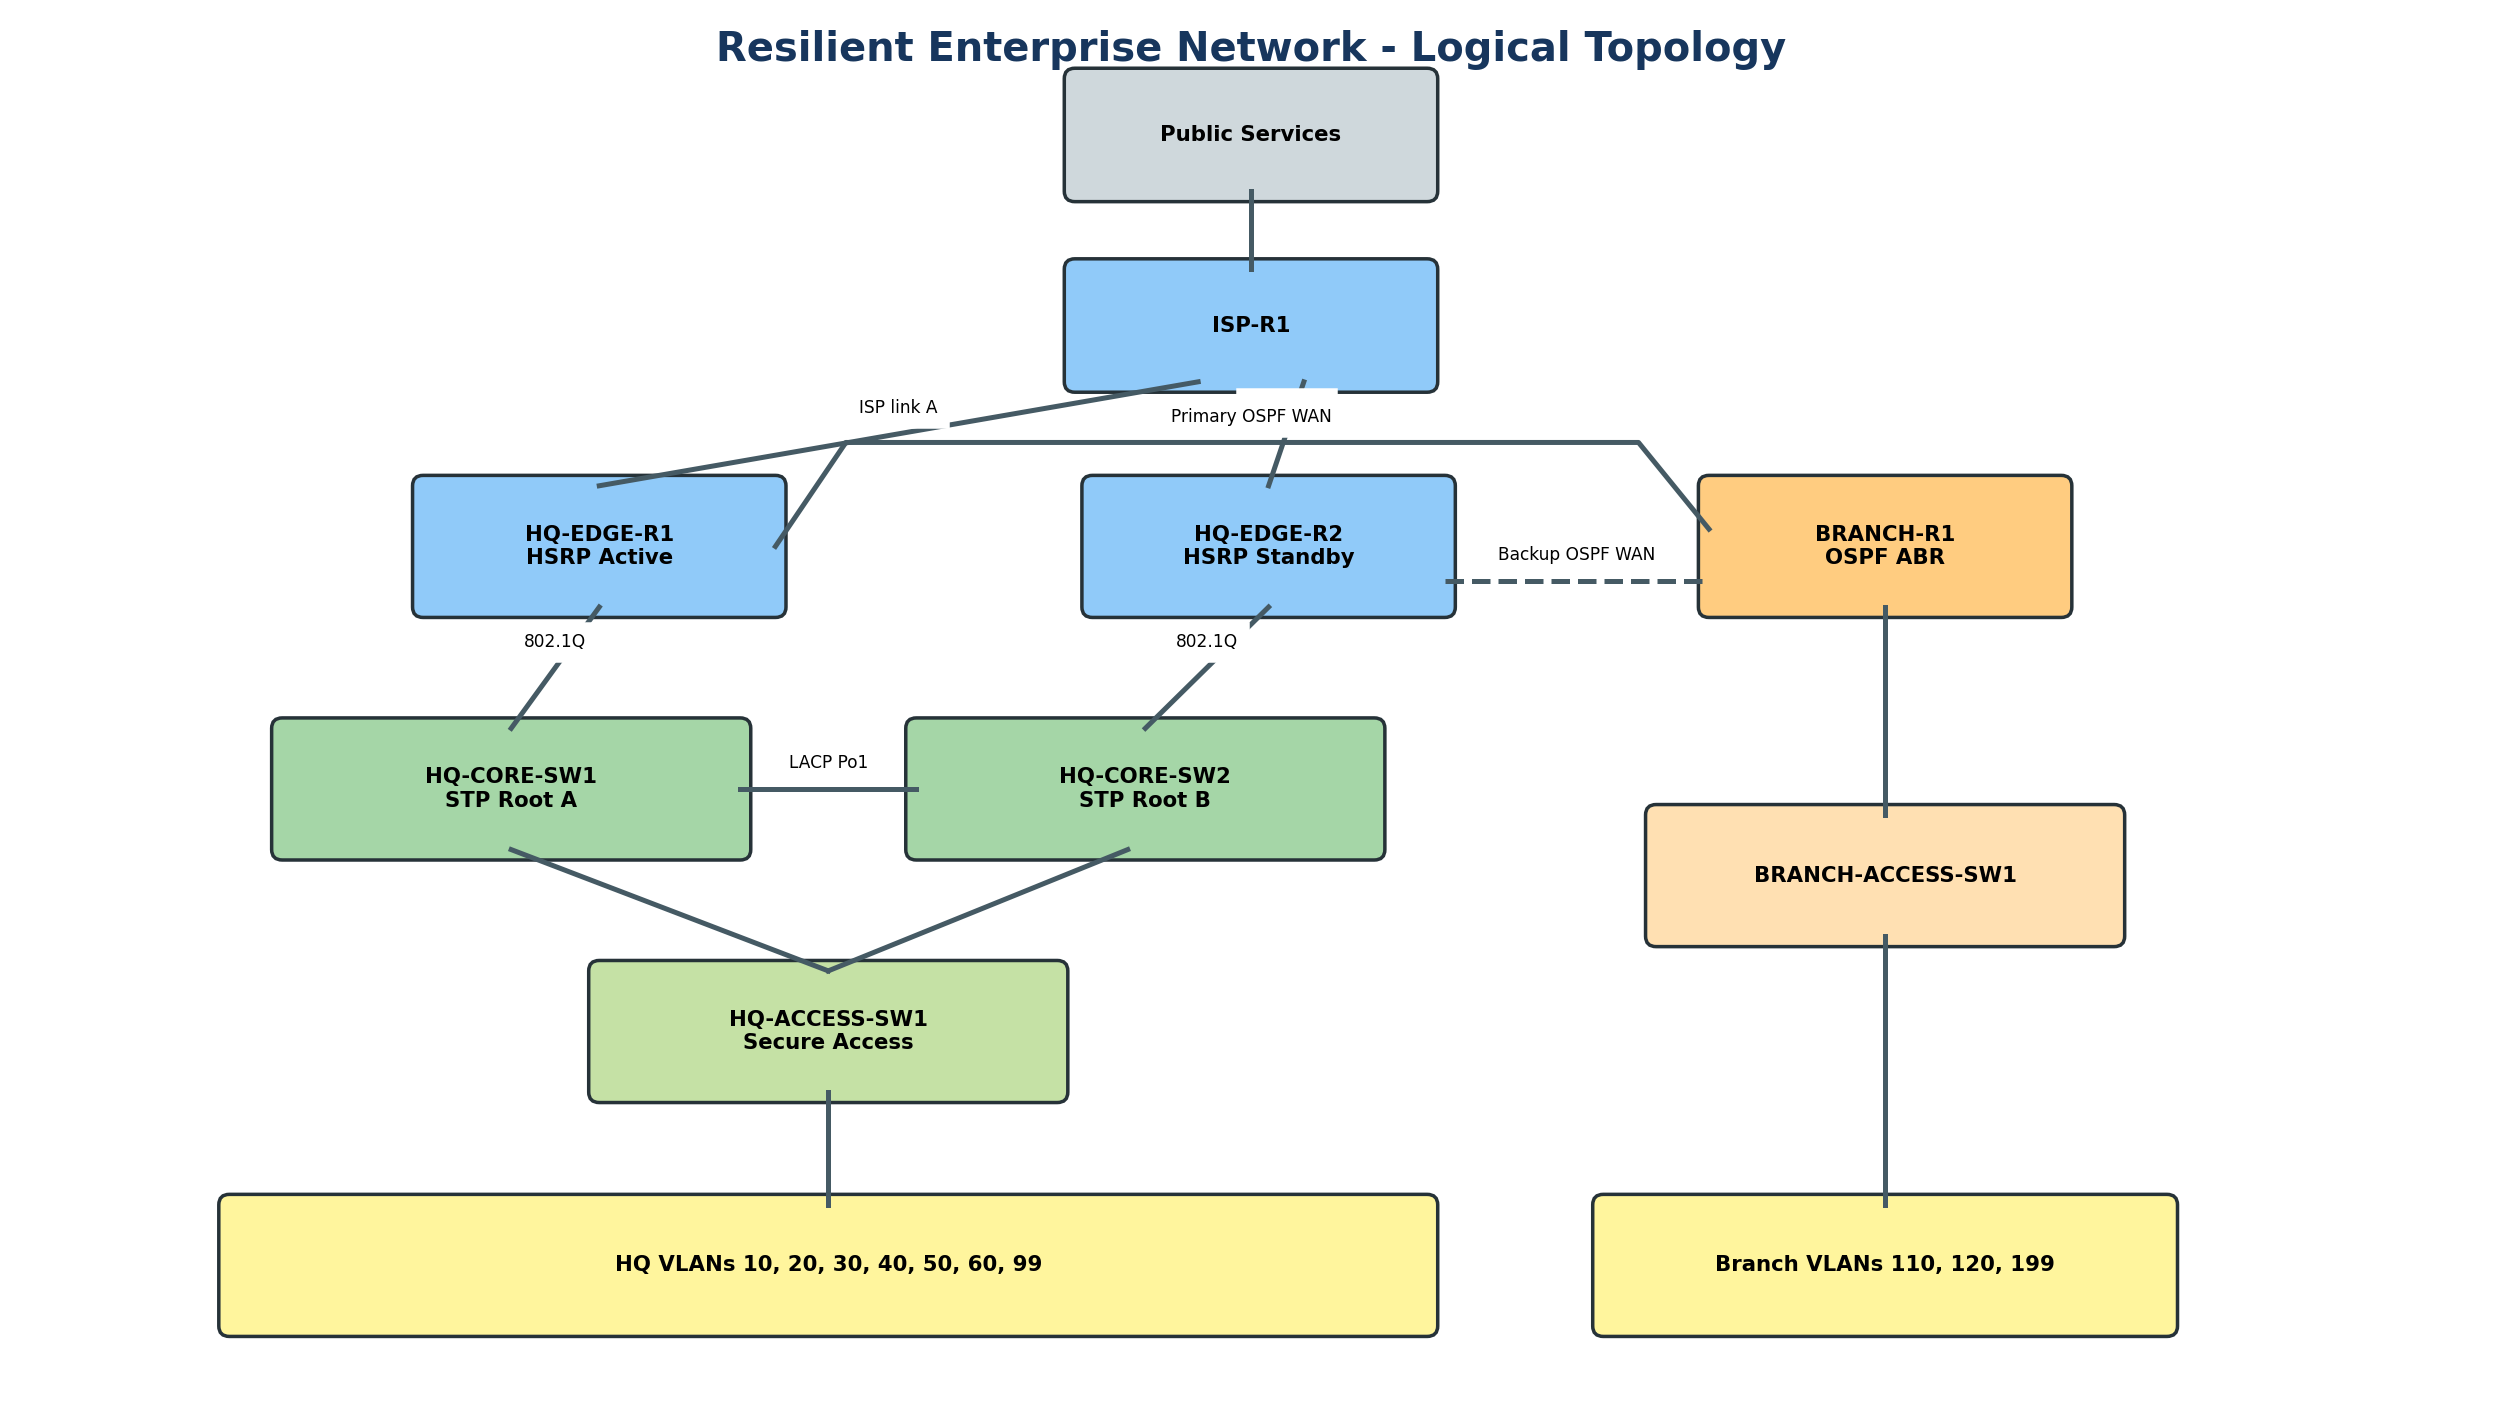 Resilient Enterprise Network - Logical Topology
Public Services
ISP-R1
ISP link A
Primary OSPF WAN
HQ-EDGE-R1
HSRP Active
HQ-EDGE-R2
HSRP Standby
Backup OSPF WAN
BRANCH-R1
OSPF ABR
802.1Q
802.1Q
HQ-CORE-SW1
STP Root A
LACP Po1
HQ-CORE-SW2
STP Root B
BRANCH-ACCESS-SW1
HQ-ACCESS-SW1
Secure Access
HQ VLANs 10, 20, 30, 40, 50, 60, 99
Branch VLANs 110, 120, 199